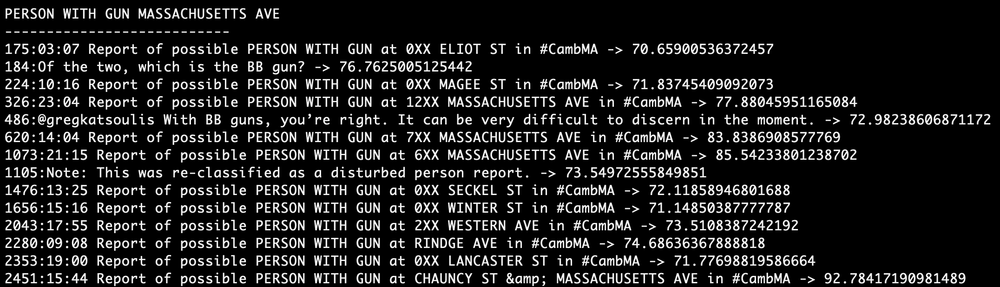 PERSON WITH GUN MASSACHUSETTS AVE
---------------------------
175:03:07 Report of possible PERSON WITH GUN at 0XX ELIOT ST in #CambMA -> 70.65900536372457
184:Of the two, which is the BB gun? -> 76.7625005125442
224:10:16 Report of possible PERSON WITH GUN at 0XX MAGEE ST in #CambMA -> 71.83745409092073
326:23:04 Report of possible PERSON WITH GUN at 12XX MASSACHUSETTS AVE in #CambMA -> 77.88045951165084
486:@gregkatsoulis With BB guns, you’re right. It can be very difficult to discern in the moment. -> 72.98238606871172
620:14:04 Report of possible PERSON WITH GUN at 7XX MASSACHUSETTS AVE in #CambMA -> 83.8386908577769
1073:21:15 Report of possible PERSON WITH GUN at 6XX MASSACHUSETTS AVE in #CambMA -> 85.54233801238702
1105:Note: This was re-classified as a disturbed person report. -> 73.54972555849851
1476:13:25 Report of possible PERSON WITH GUN at 0XX SECKEL ST in #CambMA -> 72.11858946801688
1656:15:16 Report of possible PERSON WITH GUN at 0XX WINTER ST in #CambMA -> 71.14850387777787
2043:17:55 Report of possible PERSON WITH GUN at 2XX WESTERN AVE in #CambMA -> 73.5108387242192
2280:09:08 Report of possible PERSON WITH GUN at RINDGE AVE in #CambMA -> 74.68636367888818
2353:19:00 Report of possible PERSON WITH GUN at 0XX LANCASTER ST in #CambMA -> 71.77698819586664
2451:15:44 Report of possible PERSON WITH GUN at CHAUNCY ST &amp; MASSACHUSETTS AVE in #CambMA -> 92.78417190981489